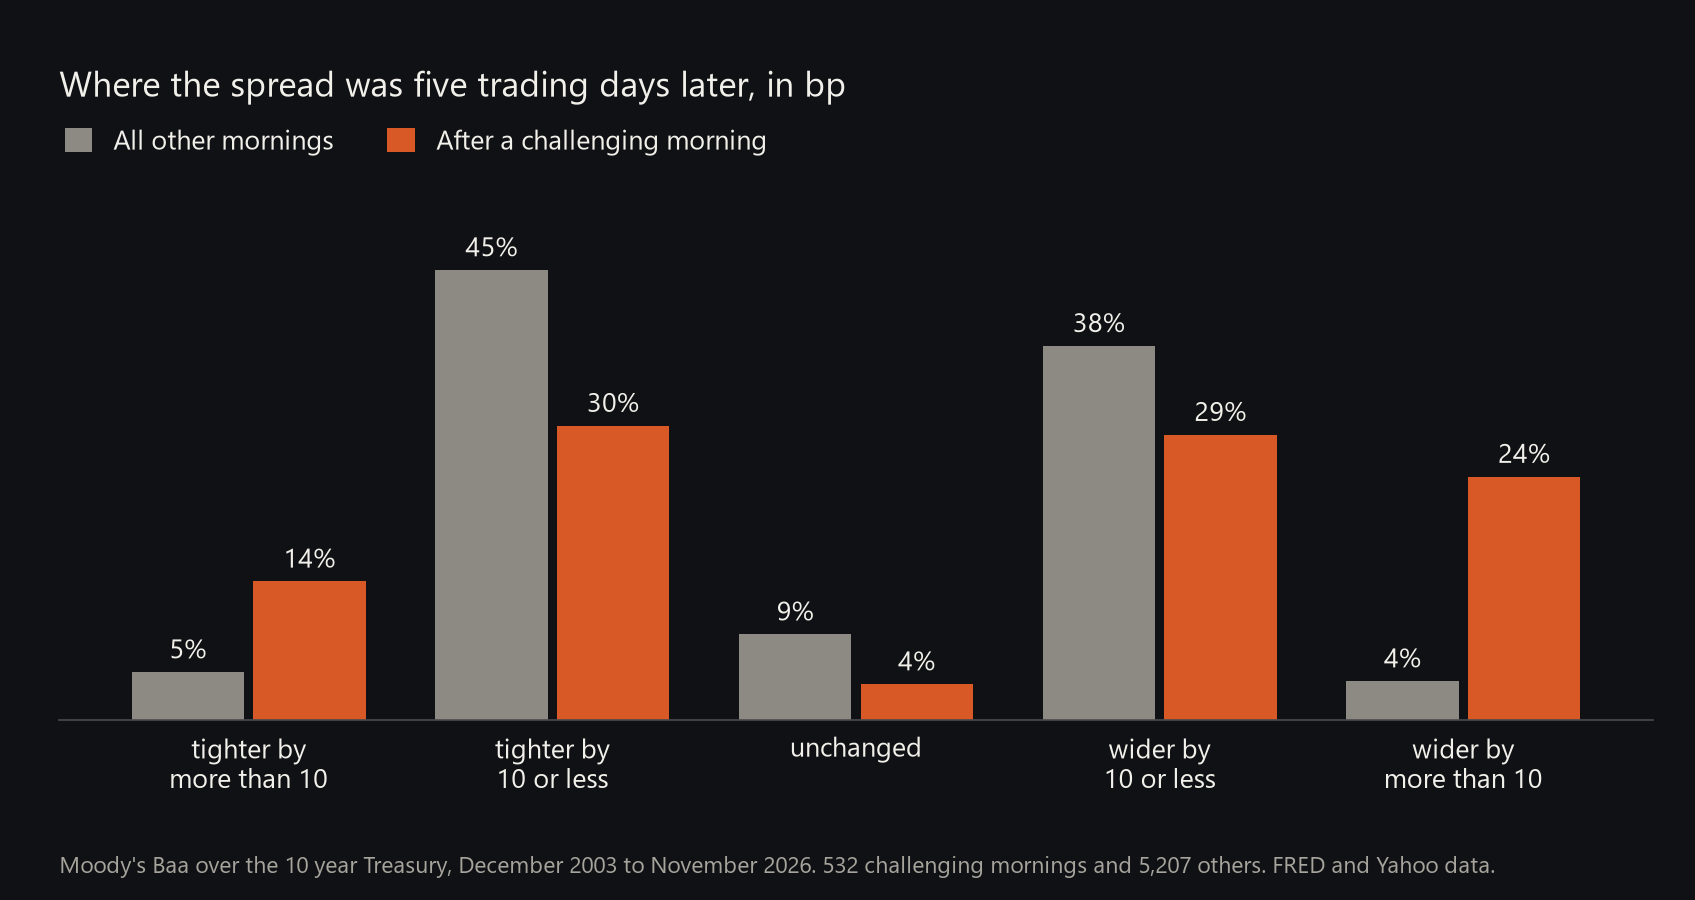 Where the spread was five trading days later, in bp
All other mornings
After a challenging morning
5%
14%
45%
30%
9%
4%
38%
29%
4%
24%
tighter by
more than 10
tighter by
10 or less
unchanged
wider by
10 or less
wider by
more than 10
Moody's Baa over the 10 year Treasury, December 2003 to November 2026. 532 challenging mornings and 5,207 others. FRED and Yahoo data.